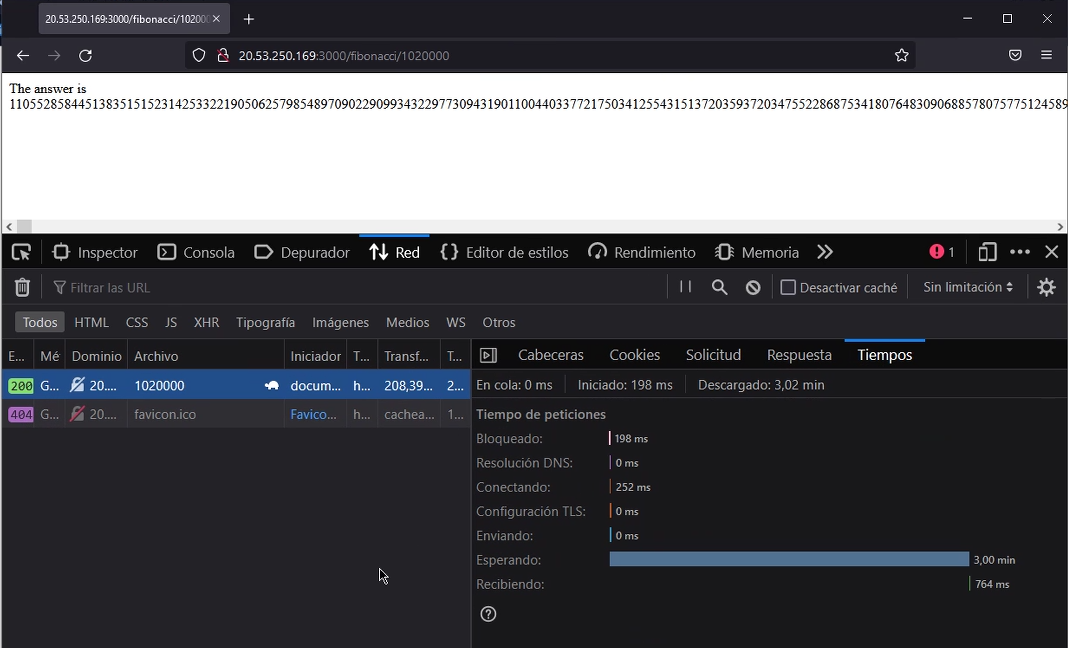 20.53.250.169:3000/fibonacci/10200
20.53.250.169:3000/fibonacci/1020000
The answer is
Inspector Consola Depurador Red Editor de estilos Rendimiento Memoria 1
Filtrar las URL Desactivar caché Sin limitación
Todos HTML CSS JS XHR Tipografía Imágenes Medios WS Otros
E... Mé Dominio Archivo Iniciador T... Transf... T... Cabeceras Cookies Solicitud Respuesta Tiempos
200 G... 20.... 1020000 docum... h... 208,39... 2... En cola: 0 ms Iniciado: 198 ms Descargado: 3,02 min
404 G... 20.... favicon.ico Favico... h... cachea... 1... Tiempo de peticiones
Bloqueado: 198 ms
Resolución DNS: 0 ms
Conectando: 252 ms
Configuración TLS: 0 ms
Enviando: 0 ms
Esperando: 3,00 min
Recibiendo: 764 ms